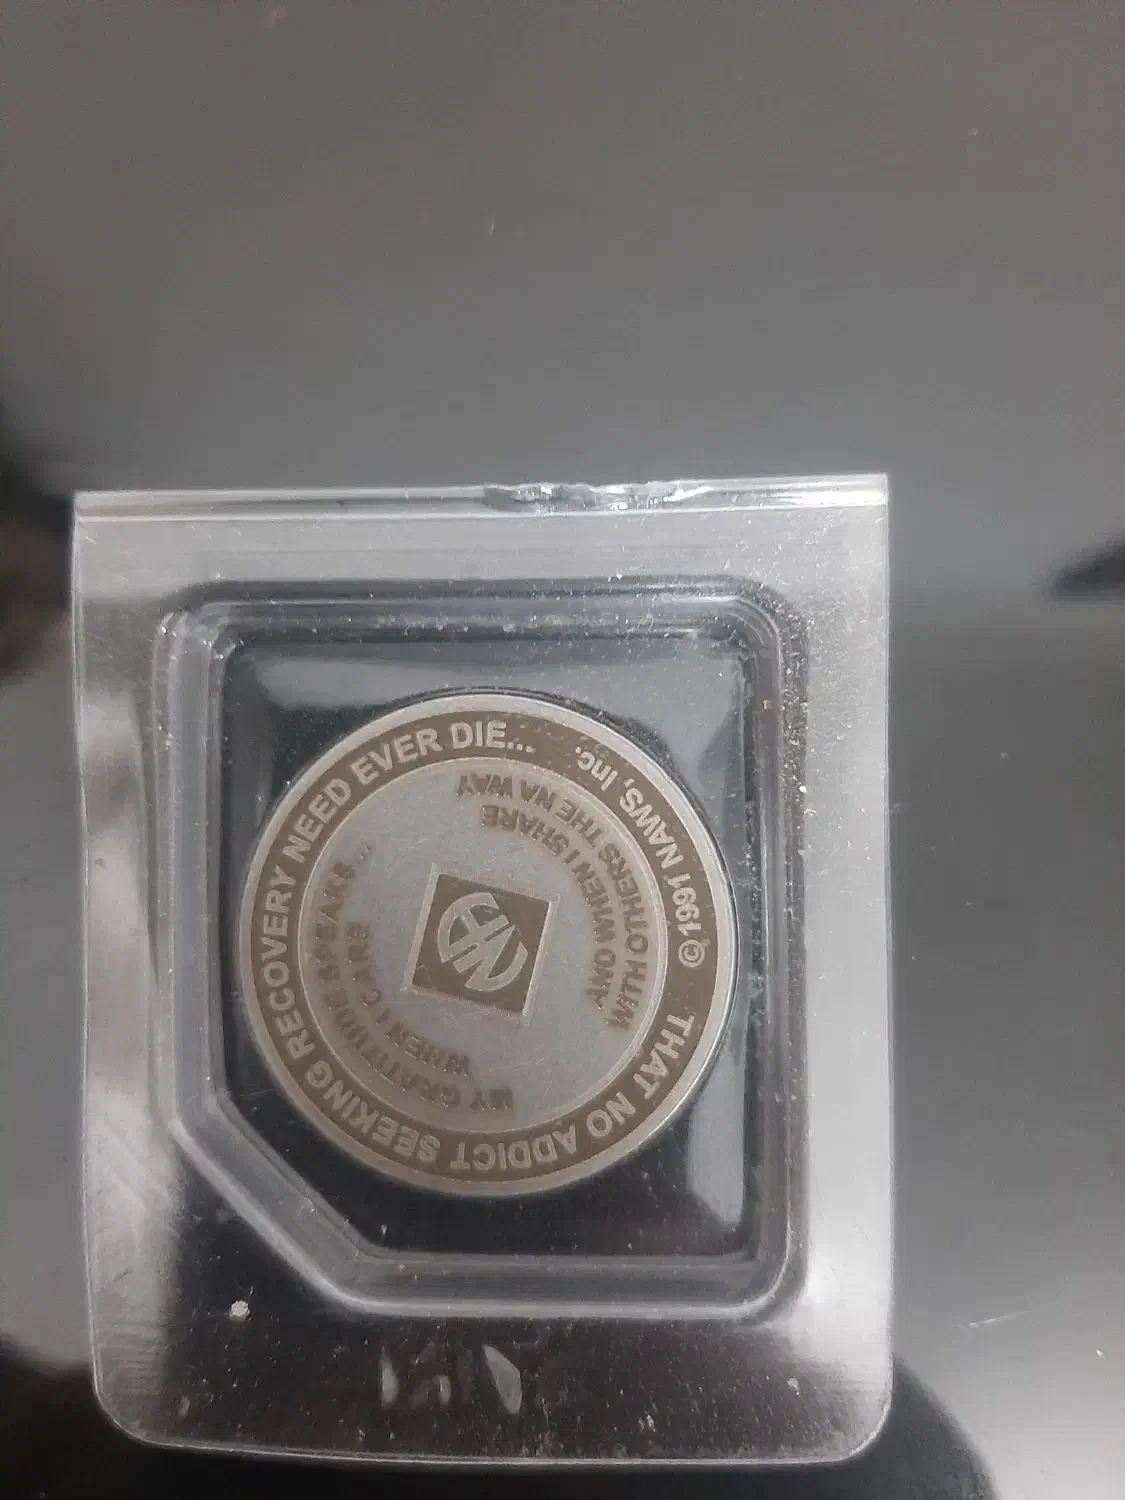 THAT NO ADDICT SEEKING RECOVERY NEED EVER DIE...
© 1991 NAWS, Inc.
MY GRATITUDE SPEAKS...
WHEN I CARE
NA
AND WHEN I SHARE
WITH OTHERS THE NA WAY